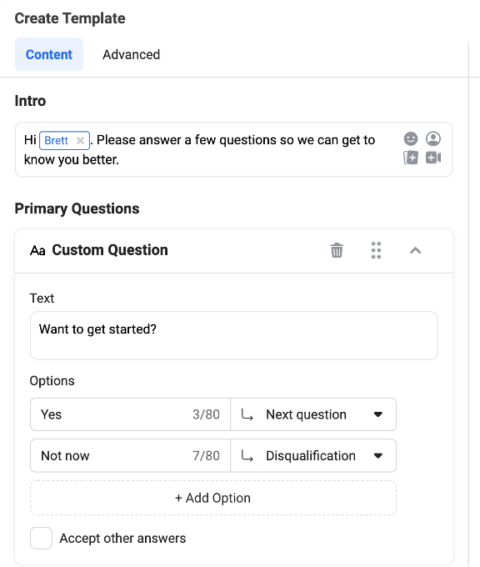 Create Template
Content Advanced
Intro
Hi Brett ×. Please answer a few questions so we can get to
know you better.
Primary Questions
Aa Custom Question
Text
Want to get started?
Options
Yes 3/80 Next question
Not now 7/80 Disqualification
+ Add Option
Accept other answers